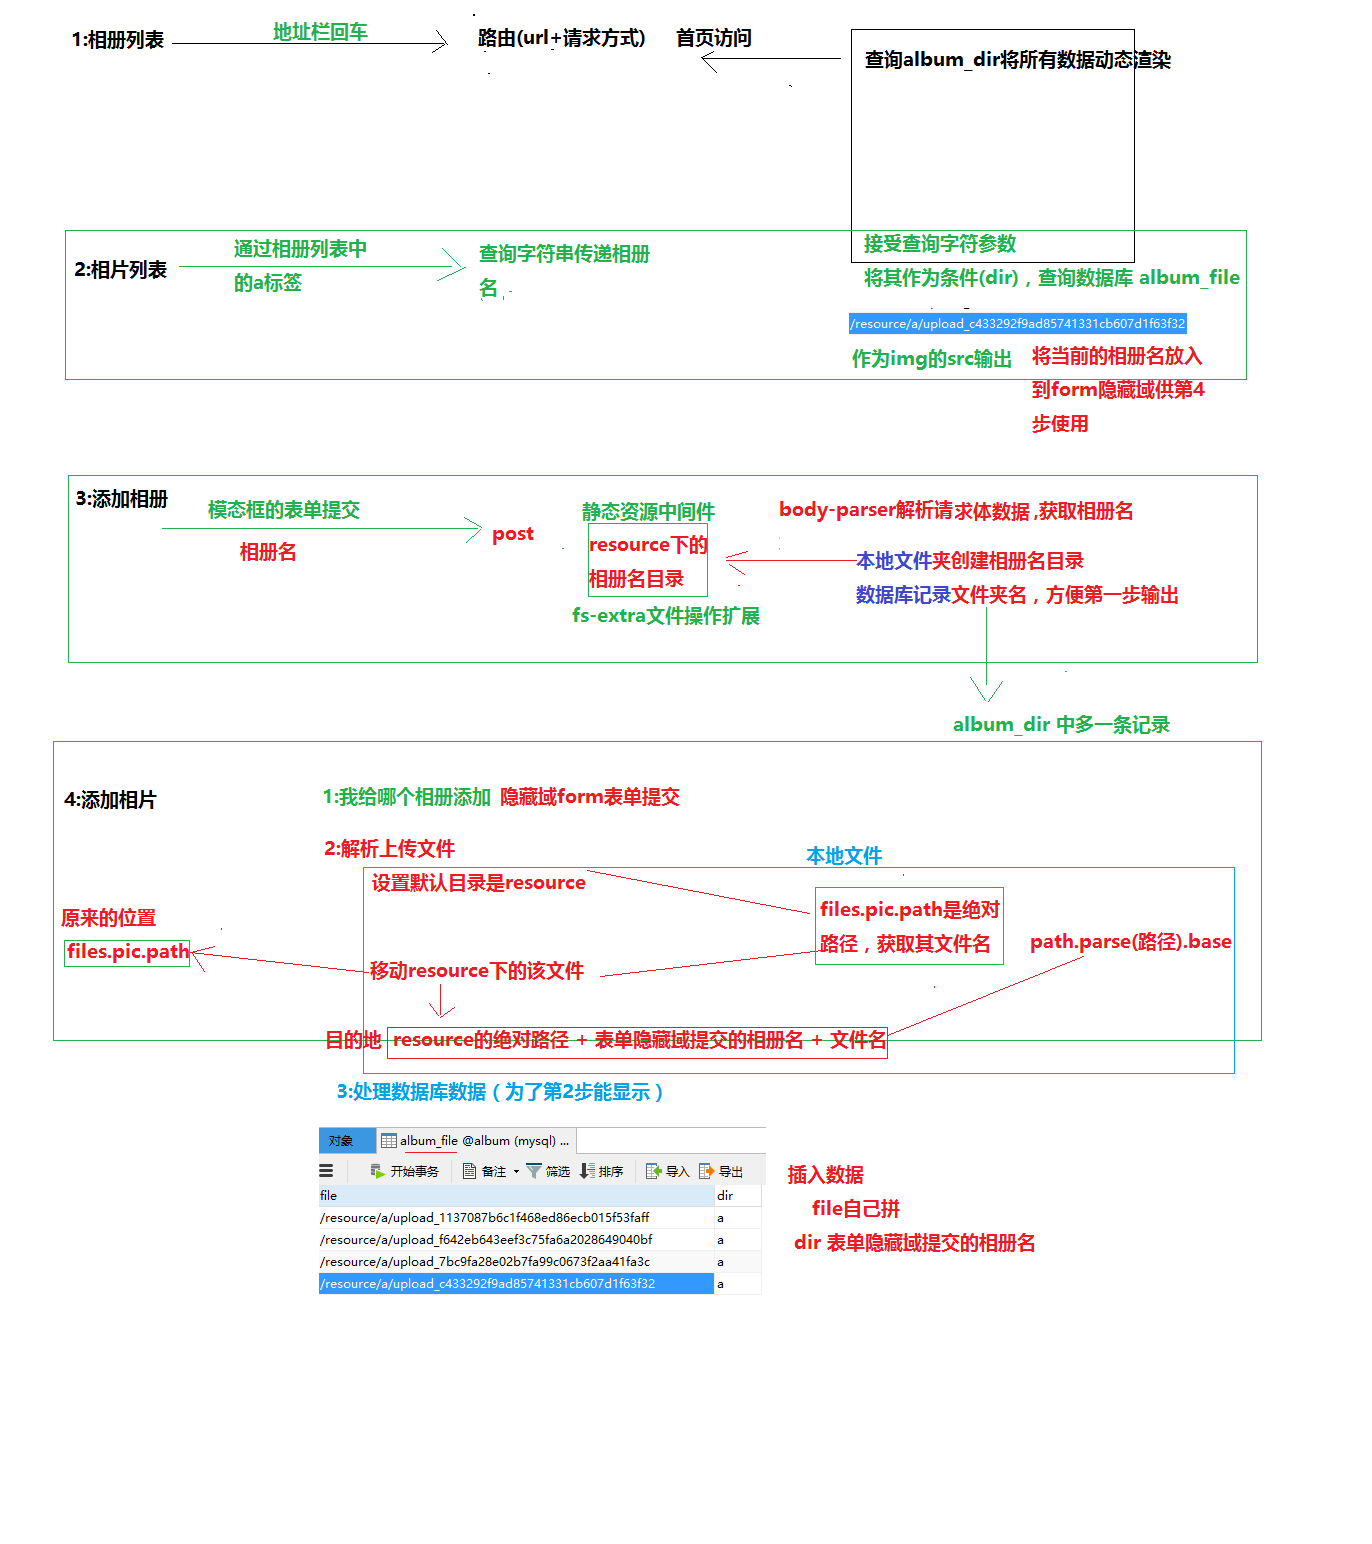 1:相册列表
地址栏回车
路由(url+请求方式)
首页访问
查询album_dir将所有数据动态渲染
2:相片列表
通过相册列表中
的a标签
查询字符串传递相册
名
接受查询字符参数
将其作为条件(dir)，查询数据库 album_file
/resource/a/upload_c433292f9ad85741331cb607d1f63f32
作为img的src输出
将当前的相册名放入
到form隐藏域供第4
步使用
3:添加相册
模态框的表单提交
相册名
post
静态资源中间件
resource下的
相册名目录
fs-extra文件操作扩展
body-parser解析请求体数据,获取相册名
本地文件夹创建相册名目录
数据库记录文件夹名，方便第一步输出
album_dir 中多一条记录
4:添加相片
1:我给哪个相册添加 隐藏域form表单提交
2:解析上传文件
本地文件
设置默认目录是resource
files.pic.path是绝对
路径，获取其文件名
path.parse(路径).base
原来的位置
files.pic.path
移动resource下的该文件
目的地 resource的绝对路径 + 表单隐藏域提交的相册名 + 文件名
3:处理数据库数据（为了第2步能显示）
对象 album_file @album (mysql) ...
开始事务 备注 筛选 排序 导入 导出
file dir
/resource/a/upload_1137087b6c1f468ed86ecb015f53faff a
/resource/a/upload_f642eb643eef3c75fa6a2028649040bf a
/resource/a/upload_7bc9fa28e02b7fa99c0673f2aa41fa3c a
/resource/a/upload_c433292f9ad85741331cb607d1f63f32 a
插入数据
file自己拼
dir 表单隐藏域提交的相册名